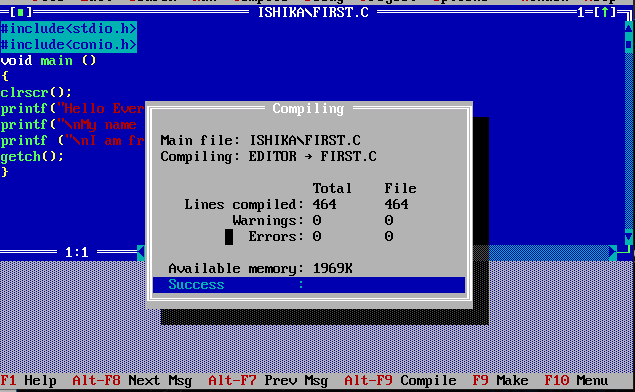 ISHIKA\FIRST.C 1=[↑]
#include<stdio.h>
#include<conio.h>
void main ()
{
clrscr();
printf("Hello Ever
printf("\nMy name
printf ("\nI am fr
getch();
}
1:1
Compiling
Main file: ISHIKA\FIRST.C
Compiling: EDITOR → FIRST.C
Total File
Lines compiled: 464 464
Warnings: 0 0
Errors: 0 0
Available memory: 1969K
Success :
F1 Help Alt-F8 Next Msg Alt-F7 Prev Msg Alt-F9 Compile F9 Make F10 Menu